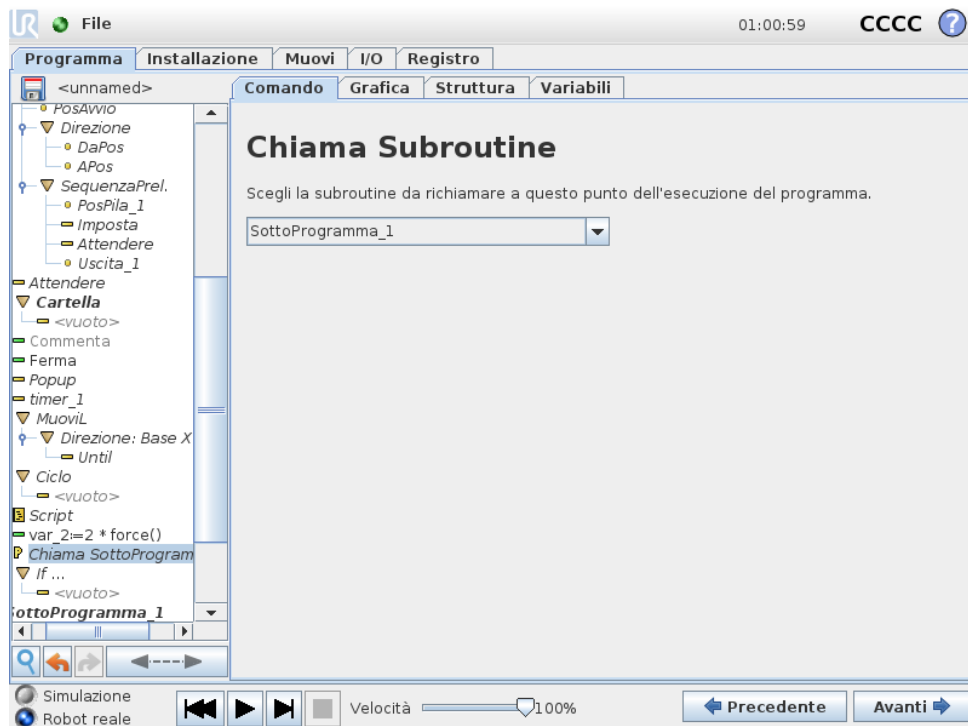 UR File 01:00:59 CCCC ?
Programma Installazione Muovi I/O Registro
<unnamed> Comando Grafica Struttura Variabili
PosAvvio
Direzione
DaPos
APos
SequenzaPrel.
PosPila_1
Imposta
Attendere
Uscita_1
Attendere
Cartella
<vuoto>
Commenta
Ferma
Popup
timer_1
MuoviL
Direzione: Base X
Until
Ciclo
<vuoto>
Script
var_2:=2 * force()
Chiama SottoProgram
If ...
<vuoto>
SottoProgramma_1
Chiama Subroutine
Scegli la subroutine da richiamare a questo punto dell'esecuzione del programma.
SottoProgramma_1
Simulazione
Robot reale
Velocità 100%
Precedente Avanti